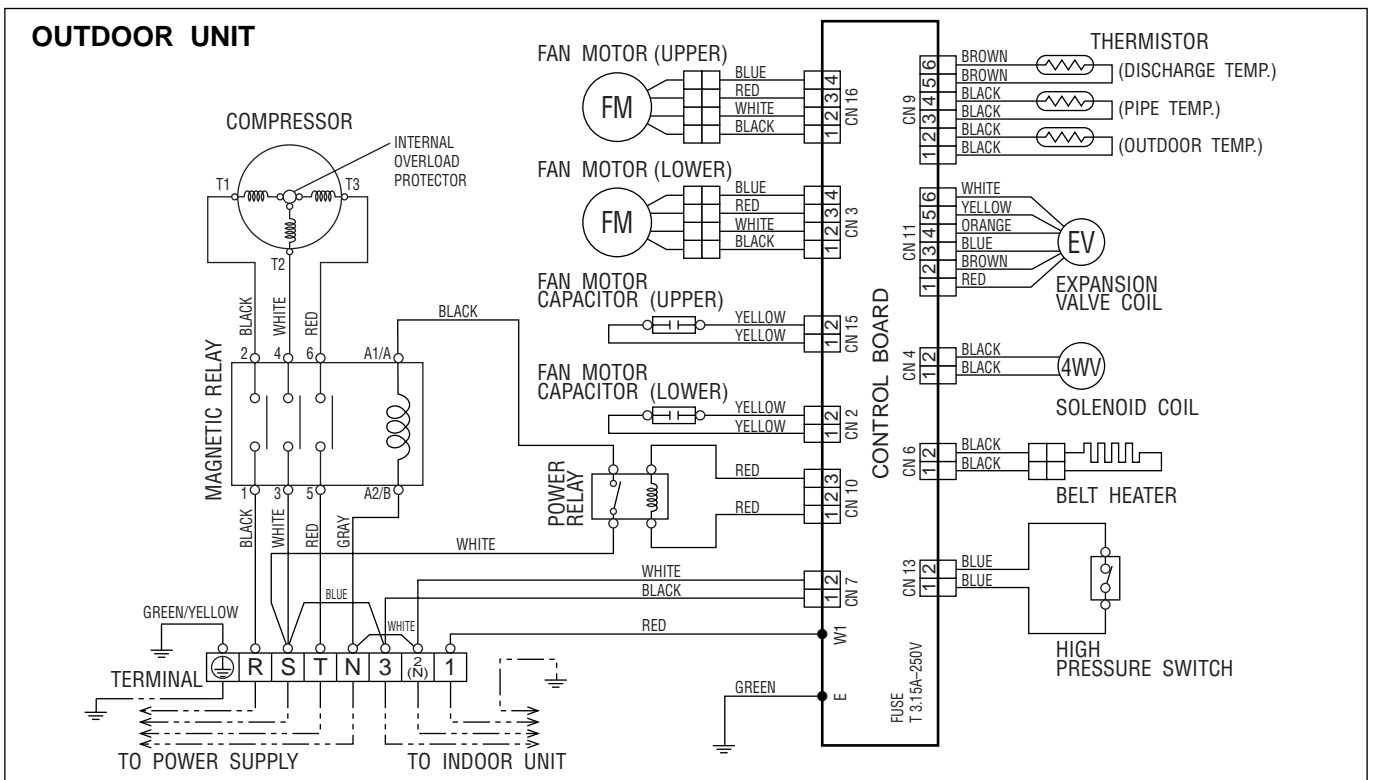 OUTDOOR UNIT
COMPRESSOR
INTERNAL
OVERLOAD
PROTECTOR
T1
T3
T2
BLACK
WHITE
RED
BLACK
MAGNETIC RELAY
2
4
6
A1/A
1
3
5
A2/B
BLACK
WHITE
RED
GRAY
WHITE
POWER
RELAY
RED
RED
GREEN/YELLOW
BLUE
WHITE
TERMINAL
R
S
T
N
3
2
(N)
1
TO POWER SUPPLY
TO INDOOR UNIT
FAN MOTOR (UPPER)
FM
BLUE
RED
WHITE
BLACK
4
3
2
1
CN 16
FAN MOTOR (LOWER)
FM
BLUE
RED
WHITE
BLACK
4
3
2
1
CN 3
FAN MOTOR
CAPACITOR (UPPER)
YELLOW
YELLOW
2
1
CN 15
FAN MOTOR
CAPACITOR (LOWER)
YELLOW
YELLOW
2
1
CN 2
3
2
1
CN 10
WHITE
BLACK
2
1
CN 7
RED
W1
GREEN
E
CONTROL BOARD
FUSE
T 3.15A–250V
THERMISTOR
6
5
4
3
2
1
CN 9
BROWN
BROWN
BLACK
BLACK
BLACK
BLACK
(DISCHARGE TEMP.)
(PIPE TEMP.)
(OUTDOOR TEMP.)
6
5
4
3
2
1
CN 11
WHITE
YELLOW
ORANGE
BLUE
BROWN
RED
EV
EXPANSION
VALVE COIL
2
1
CN 4
BLACK
BLACK
4WV
SOLENOID COIL
2
1
CN 6
BLACK
BLACK
BELT HEATER
2
1
CN 13
BLUE
BLUE
HIGH
PRESSURE SWITCH